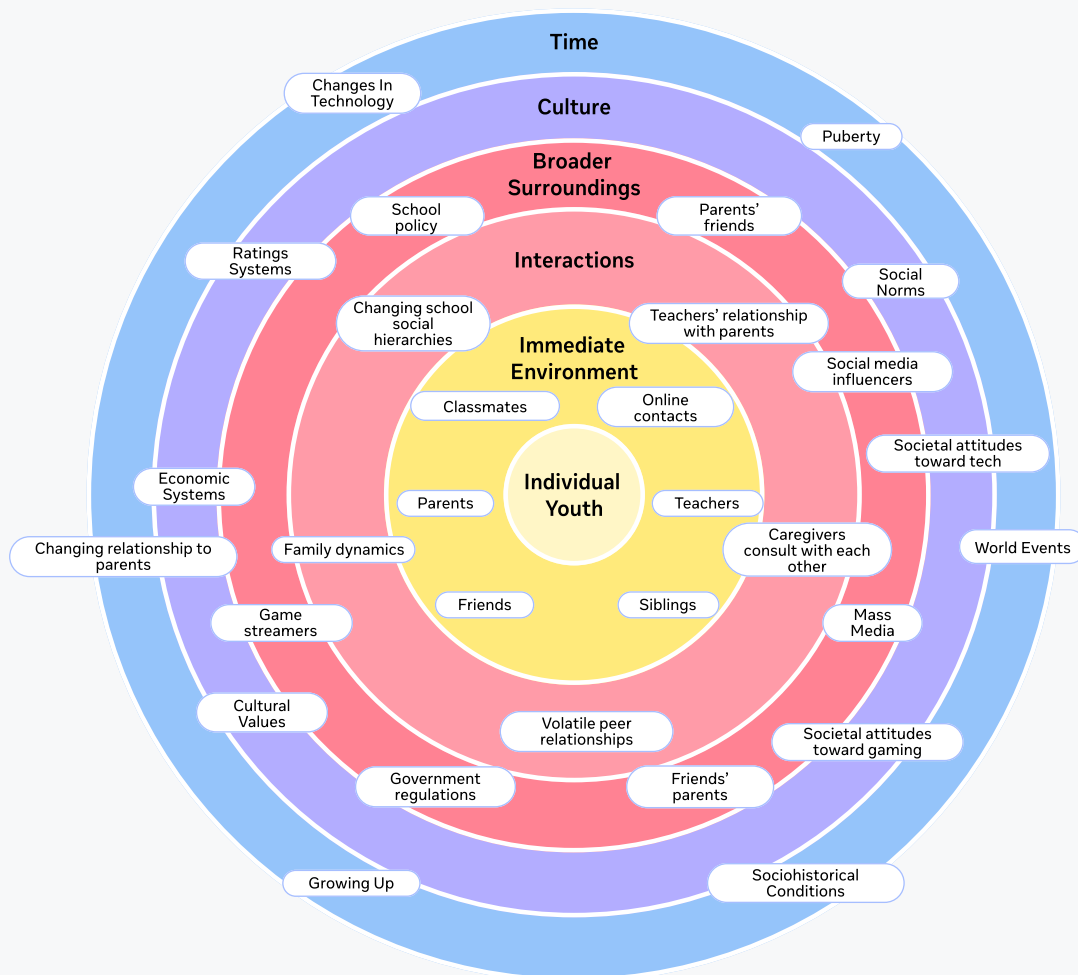 Time
Changes In
Technology
Culture
Puberty
Broader
Surroundings
School
policy
Parents’
friends
Ratings
Systems
Interactions
Social
Norms
Changing school
social
hierarchies
Teachers’ relationship
with parents
Immediate
Environment
Social media
influencers
Classmates
Online
contacts
Societal attitudes
toward tech
Economic
Systems
Individual
Youth
Parents
Teachers
Changing relationship to
parents
Family dynamics
Caregivers
consult with each
other
World Events
Friends
Siblings
Game
streamers
Mass
Media
Cultural
Values
Volatile peer
relationships
Societal attitudes
toward gaming
Government
regulations
Friends’
parents
Growing Up
Sociohistorical
Conditions